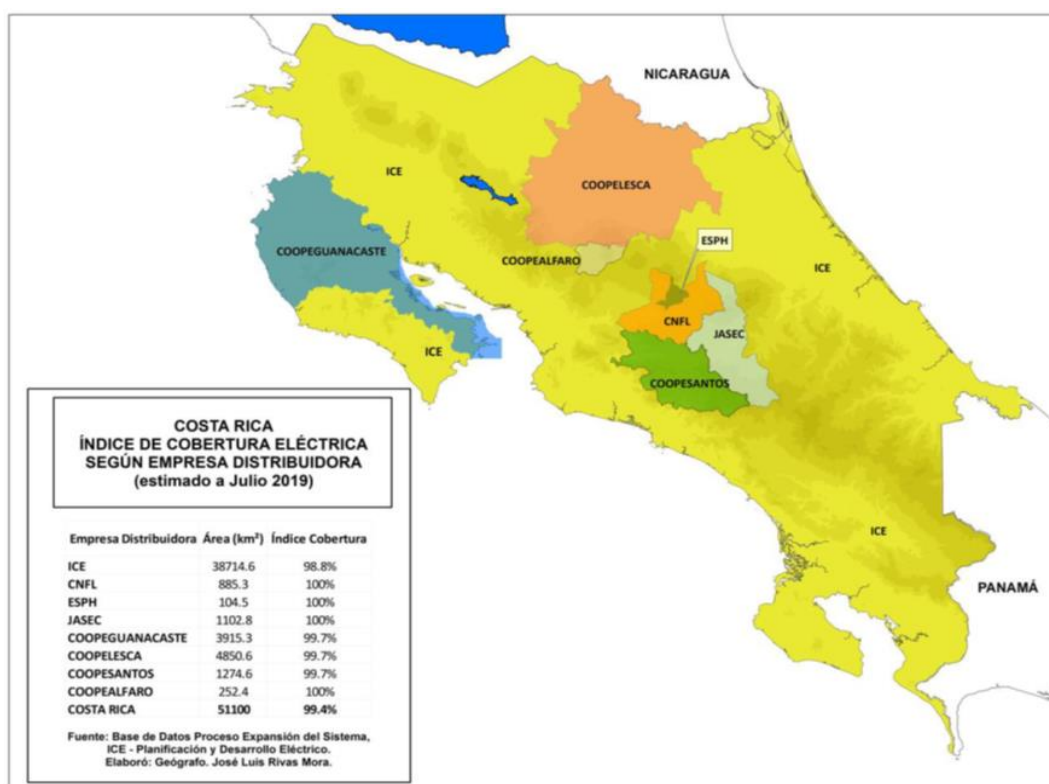 NICARAGUA
ICE
COOPELESCA
COOPEGUANACASTE
COOPEALFARO
ESPH
ICE
CNFL
JASEC
ICE
COOPESANTOS
ICE
PANAMÁ
COSTA RICA
ÍNDICE DE COBERTURA ELÉCTRICA
SEGÚN EMPRESA DISTRIBUIDORA
(estimado a Julio 2019)
Empresa Distribuidora Área (km²) Índice Cobertura
ICE 38714.6 98.8%
CNFL 885.3 100%
ESPH 104.5 100%
JASEC 1102.8 100%
COOPEGUANACASTE 3915.3 99.7%
COOPELESCA 4850.6 99.7%
COOPESANTOS 1274.6 99.7%
COOPEALFARO 252.4 100%
COSTA RICA 51100 99.4%
Fuente: Base de Datos Proceso Expansión del Sistema,
ICE - Planificación y Desarrollo Eléctrico.
Elaboró: Geógrafo. José Luis Rivas Mora.